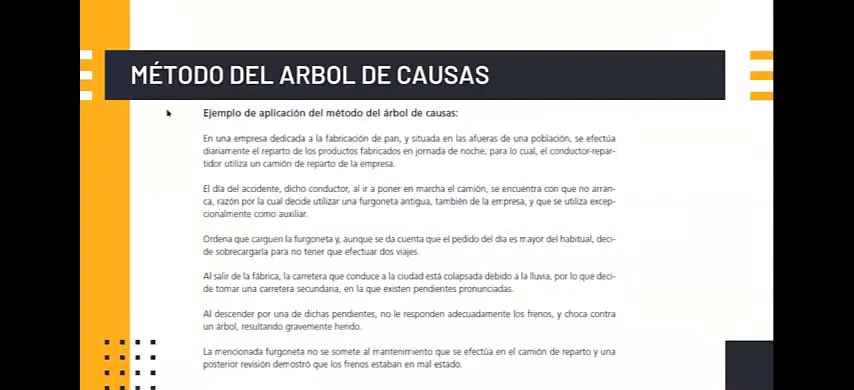 MÉTODO DEL ARBOL DE CAUSAS
Ejemplo de aplicación del método del árbol de causas:
En una empresa dedicada a la fabricación de pan, y situada en las afueras de una población, se efectúa
diariamente el reparto de los productos fabricados en jornada de noche, para lo cual, el conductor-repar-
tidor utiliza un camión de reparto de la empresa.
El día del accidente, dicho conductor, al ir a poner en marcha el camión, se encuentra con que no arran-
ca, razón por la cual decide utilizar una furgoneta antigua, también de la empresa, y que se utiliza excep-
cionalmente como auxiliar.
Ordena que carguen la furgoneta y, aunque se da cuenta que el pedido del día es mayor del habitual, deci-
de sobrecargarla para no tener que efectuar dos viajes.
Al salir de la fábrica, la carretera que conduce a la ciudad está colapsada debido a la lluvia, por lo que deci-
de tomar una carretera secundaria, en la que existen pendientes pronunciadas.
Al descender por una de dichas pendientes, no le responden adecuadamente los frenos, y choca contra
un árbol, resultando gravemente herido.
La mencionada furgoneta no se somete al mantenimiento que se efectúa en el camión de reparto y una
posterior revisión demostró que los frenos estaban en mal estado.